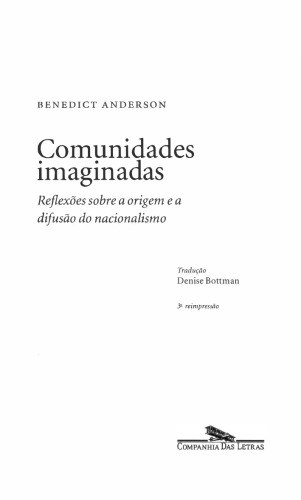 BENEDICT ANDERSON
Comunidades
imaginadas
Reflexões sobre a origem e a
difusão do nacionalismo
Tradução
Denise Bottman
3ª reimpressão
COMPANHIA DAS LETRAS